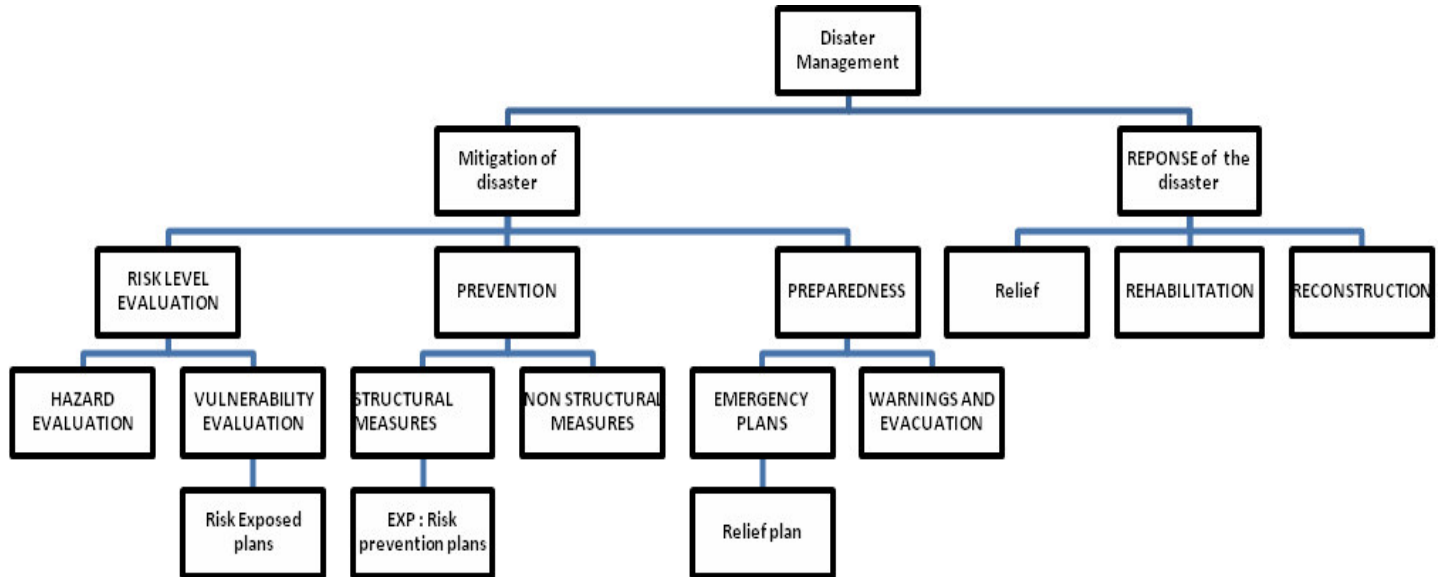 Disater
Management
Mitigation of
disaster
REPONSE of the
disaster
RISK LEVEL
EVALUATION
PREVENTION
PREPAREDNESS
Relief
REHABILITATION
RECONSTRUCTION
HAZARD
EVALUATION
VULNERABILITY
EVALUATION
STRUCTURAL
MEASURES
NON STRUCTURAL
MEASURES
EMERGENCY
PLANS
WARNINGS AND
EVACUATION
Risk Exposed
plans
EXP : Risk
prevention plans
Relief plan